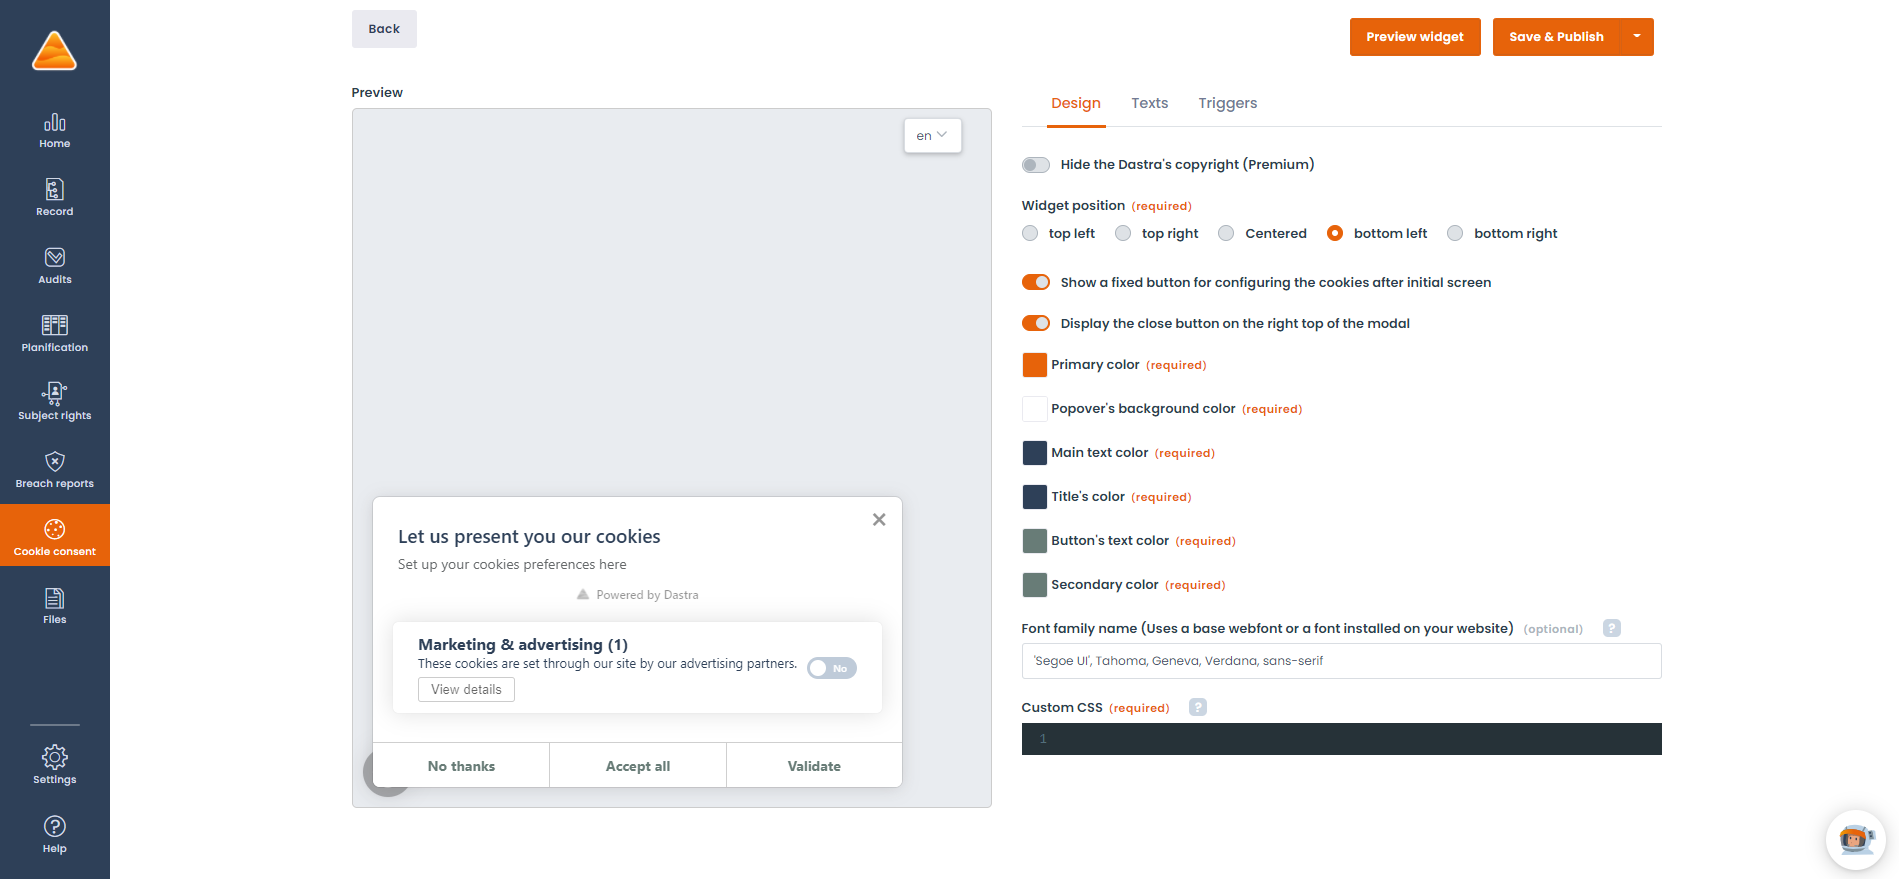 Home
Record
Audits
Planification
Subject rights
Breach reports
Cookie consent
Files
Settings
Help
Back
Preview widget
Save & Publish
Preview
en
Let us present you our cookies
Set up your cookies preferences here
Powered by Dastra
Marketing & advertising (1)
These cookies are set through our site by our advertising partners.
No
View details
No thanks
Accept all
Validate
Design
Texts
Triggers
Hide the Dastra's copyright (Premium)
Widget position (required)
top left
top right
Centered
bottom left
bottom right
Show a fixed button for configuring the cookies after initial screen
Display the close button on the right top of the modal
Primary color (required)
Popover's background color (required)
Main text color (required)
Title's color (required)
Button's text color (required)
Secondary color (required)
Font family name (Uses a base webfont or a font installed on your website) (optional) ?
'Segoe UI', Tahoma, Geneva, Verdana, sans-serif
Custom CSS (required) ?
1